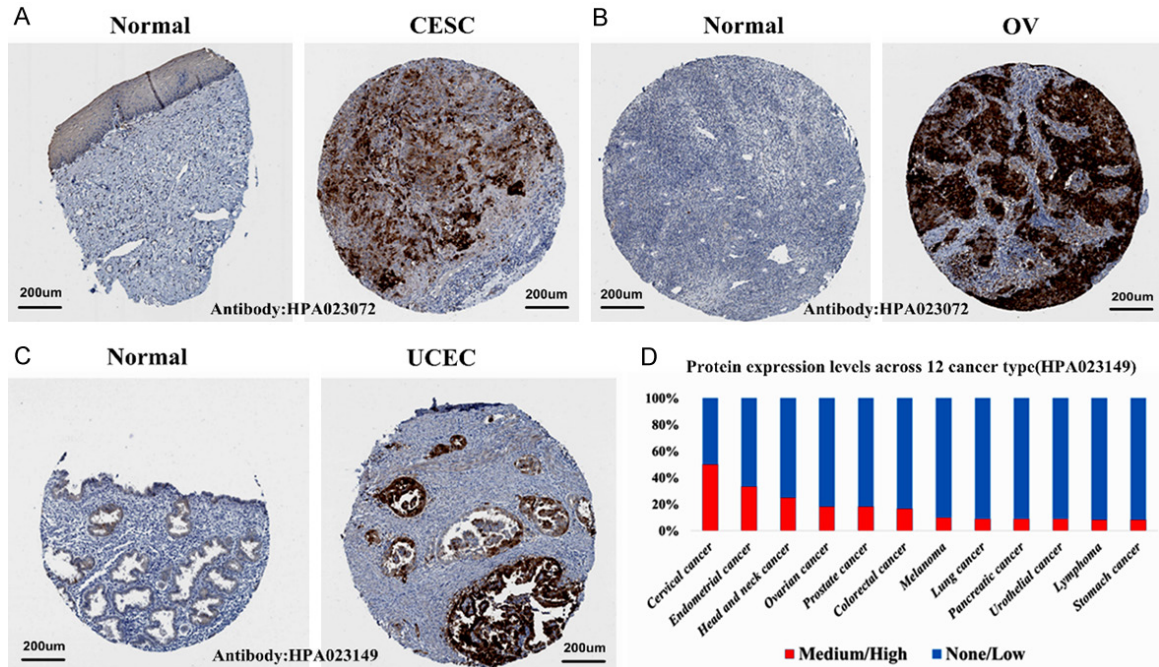 A
Normal
CESC
200um
200um
Antibody:HPA023072
B
Normal
OV
200um
200um
Antibody:HPA023072
C
Normal
UCEC
200um
200um
Antibody:HPA023149
D
Protein expression levels across 12 cancer type(HPA023149)
100%
80%
60%
40%
20%
0%
Cervical cancer
Endometrial cancer
Head and neck cancer
Ovarian cancer
Prostate cancer
Colorectal cancer
Melanoma
Lang cancer
Pancreatic cancer
Urothelial cancer
Lymphoma
Stomach cancer
Medium/High
None/Low